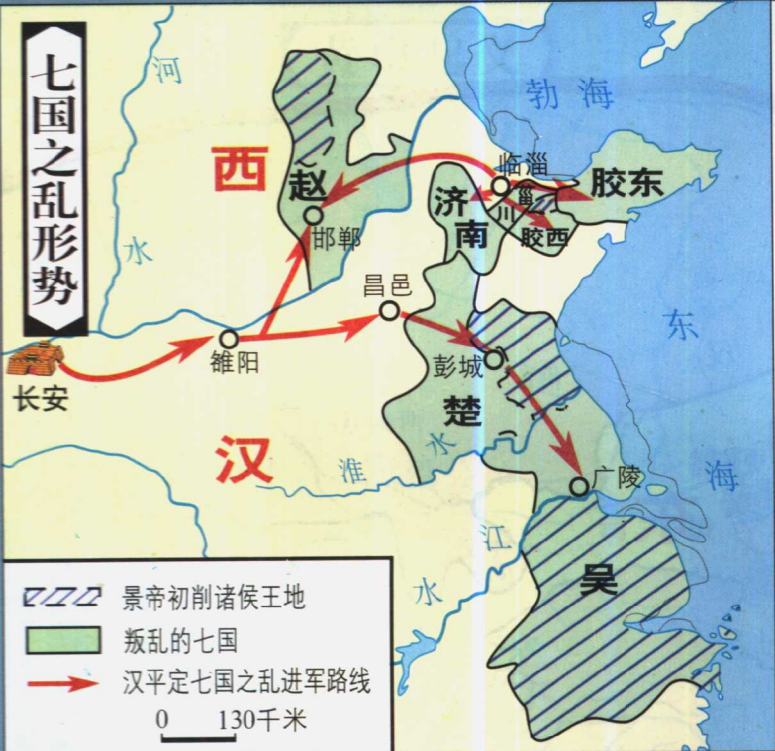 七国之乱形势
河
水
勃海
西
赵
邯郸
临淄
济南
甾川
胶西
胶东
昌邑
雒阳
长安
彭城
楚
东海
汉
淮水
广陵
江
水
吴
景帝初削诸侯王地
叛乱的七国
汉平定七国之乱进军路线
0 130千米